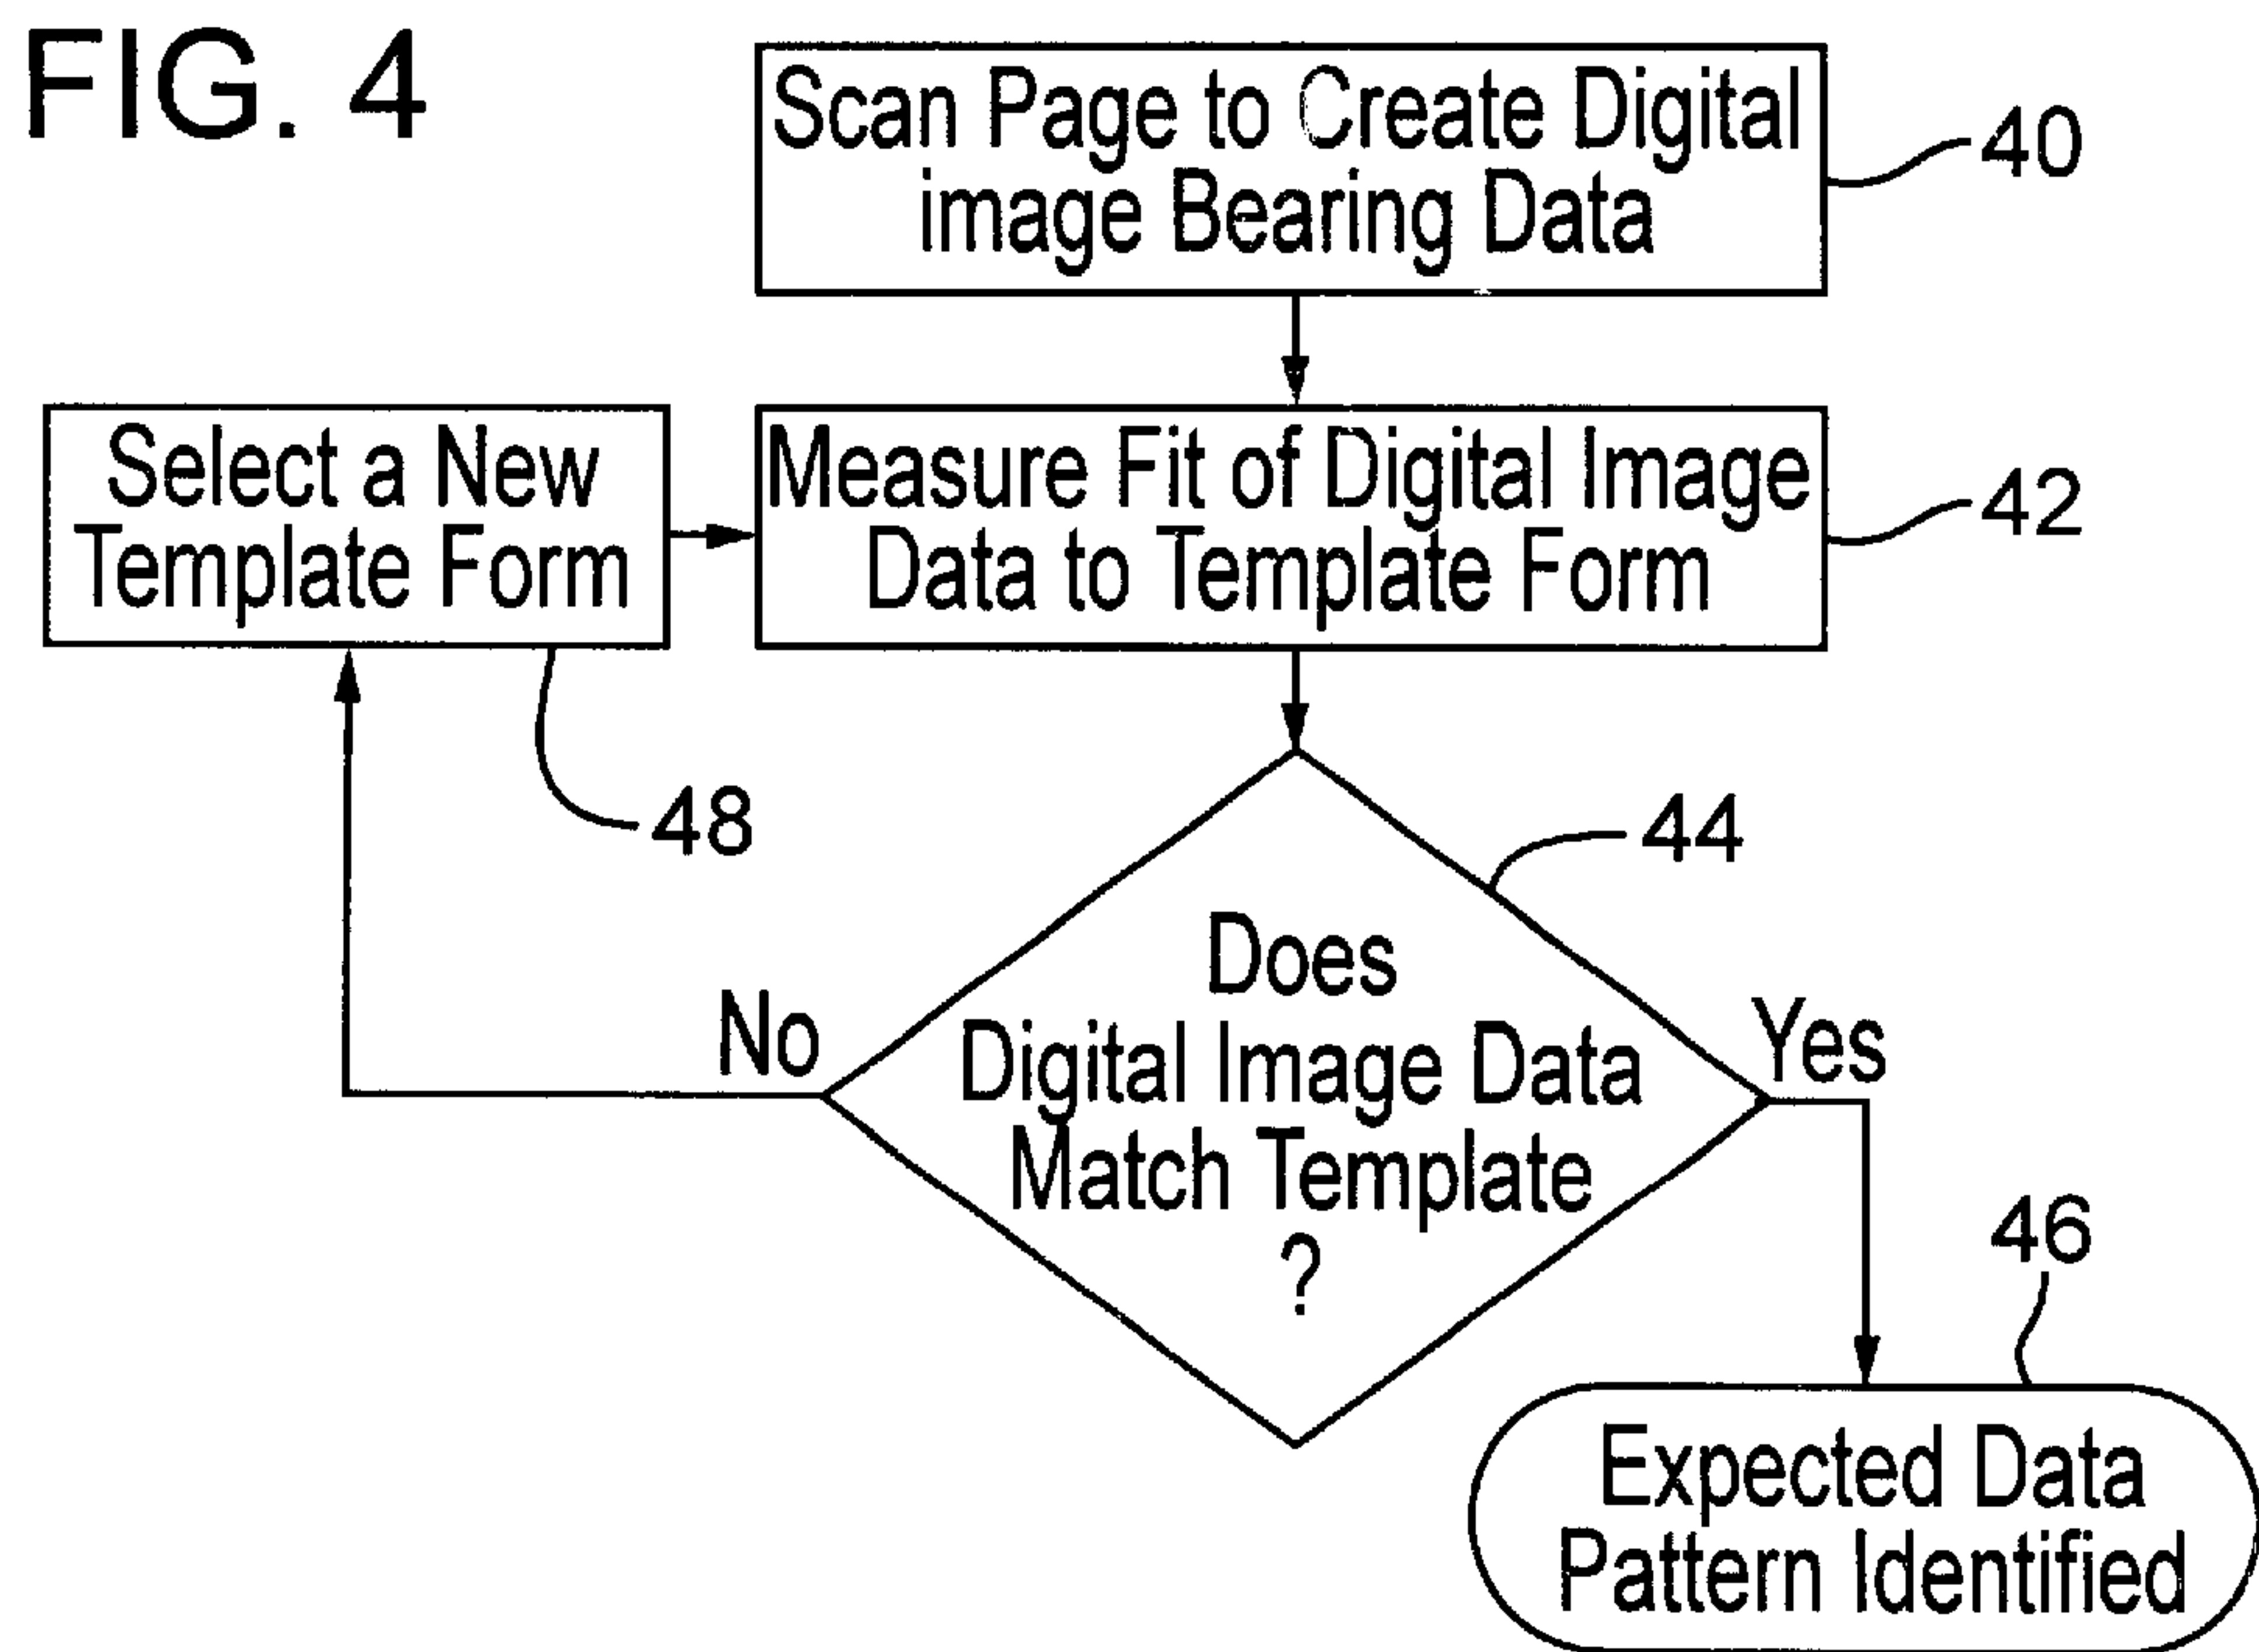 FIG. 4
Scan Page to Create Digital
image Bearing Data
40
Select a New
Template Form
48
Measure Fit of Digital Image
Data to Template Form
42
Does
Digital Image Data
Match Template
?
44
No
Yes
46
Expected Data
Pattern Identified